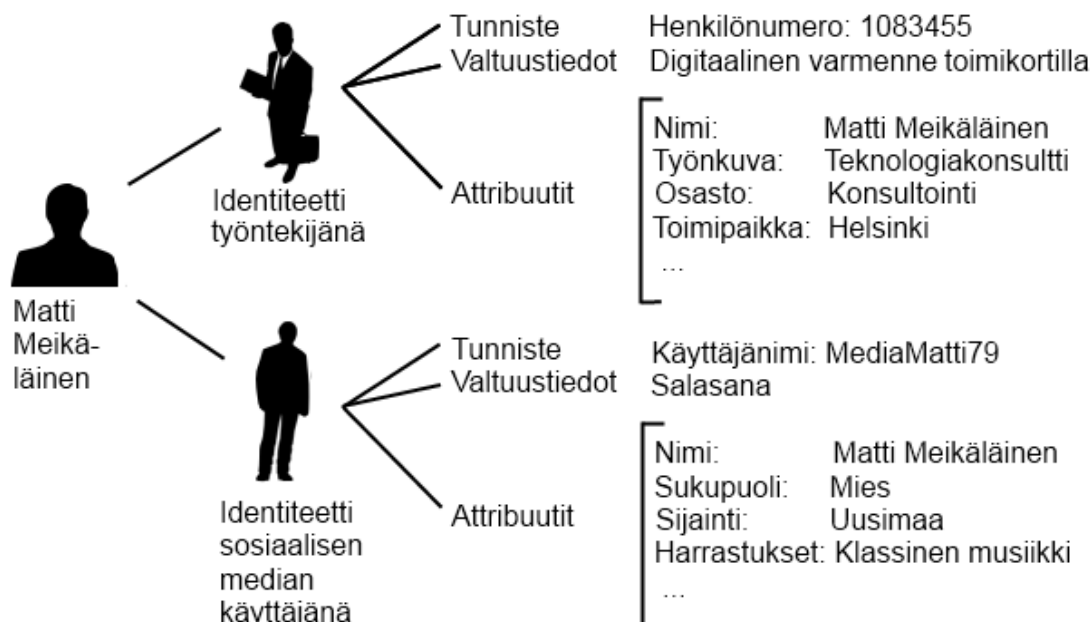 Tunniste Henkilönumero: 1083455
Valtuustiedot Digitaalinen varmenne toimikortilla
Attribuutit
Nimi: Matti Meikäläinen
Työnkuva: Teknologiakonsultti
Osasto: Konsultointi
Toimipaikka: Helsinki
...
Identiteetti
työntekijänä
Matti
Meikä-
läinen
Tunniste Käyttäjänimi: MediaMatti79
Valtuustiedot Salasana
Attribuutit
Nimi: Matti Meikäläinen
Sukupuoli: Mies
Sijainti: Uusimaa
Harrastukset: Klassinen musiikki
...
Identiteetti
sosiaalisen
median
käyttäjänä